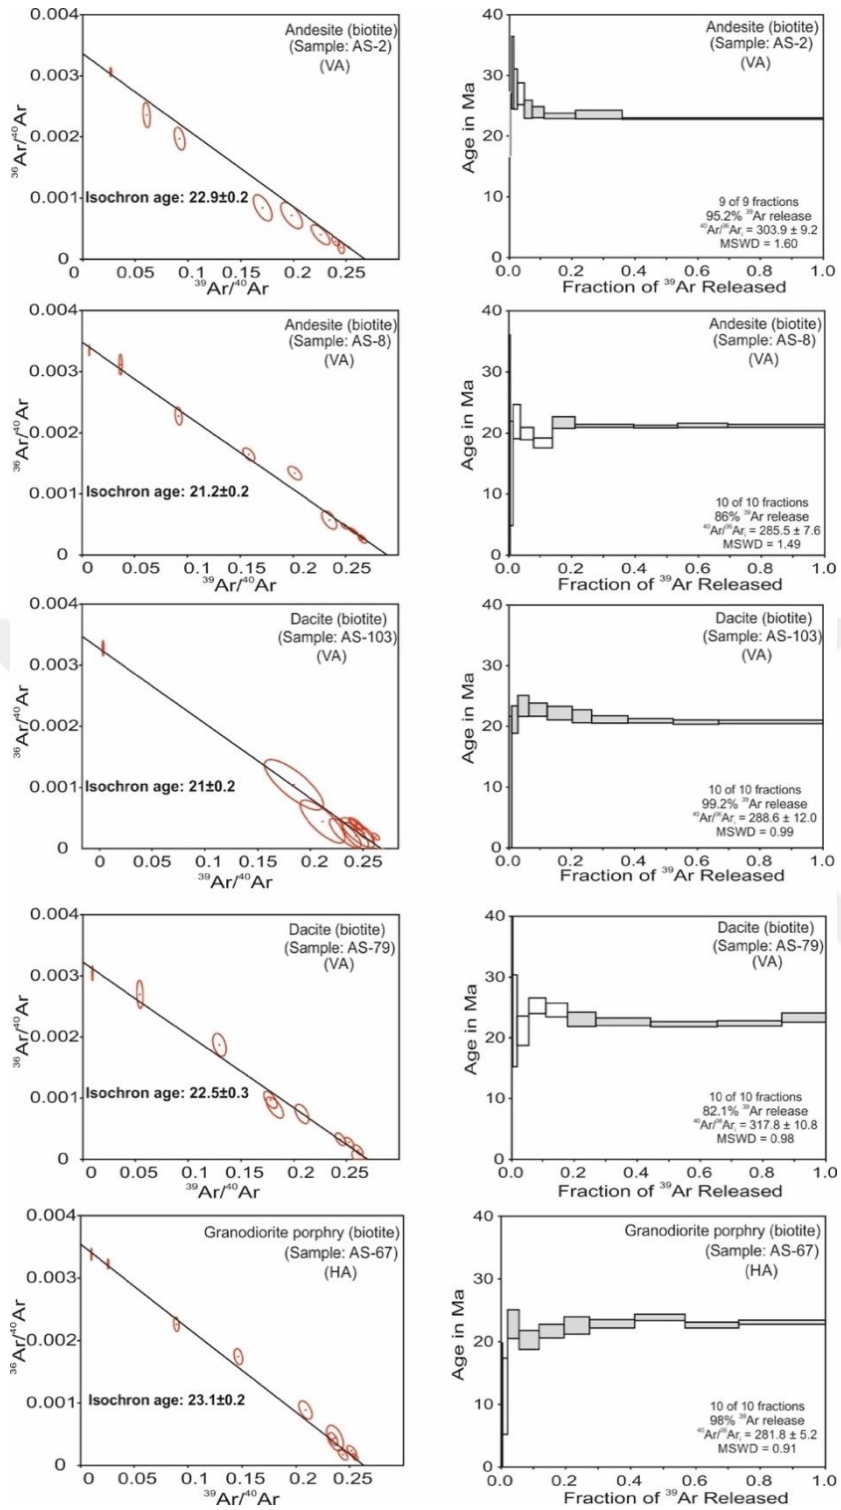 0.004
0.003
0.002
0.001
0
³⁶Ar/⁴⁰Ar
Andesite (biotite)
(Sample: AS-2)
(VA)
Isochron age: 22.9±0.2
0 0.05 0.1 0.15 0.2 0.25
³⁹Ar/⁴⁰Ar
40
30
20
10
0
Age in Ma
Andesite (biotite)
(Sample: AS-2)
(VA)
9 of 9 fractions
95.2% ³⁹Ar release
⁴⁰Ar/³⁶Arᵢ = 303.9 ± 9.2
MSWD = 1.60
0.0 0.2 0.4 0.6 0.8 1.0
Fraction of ³⁹Ar Released
0.004
0.003
0.002
0.001
0
³⁶Ar/⁴⁰Ar
Andesite (biotite)
(Sample: AS-8)
(VA)
Isochron age: 21.2±0.2
0 0.05 0.1 0.15 0.2 0.25
³⁹Ar/⁴⁰Ar
40
30
20
10
0
Age in Ma
Andesite (biotite)
(Sample: AS-8)
(VA)
10 of 10 fractions
86% ³⁹Ar release
⁴⁰Ar/³⁶Arᵢ = 285.5 ± 7.6
MSWD = 1.49
0.0 0.2 0.4 0.6 0.8 1.0
Fraction of ³⁹Ar Released
0.004
0.003
0.002
0.001
0
³⁶Ar/⁴⁰Ar
Dacite (biotite)
(Sample: AS-103)
(VA)
Isochron age: 21±0.2
0 0.05 0.1 0.15 0.2 0.25
³⁹Ar/⁴⁰Ar
40
30
20
10
0
Age in Ma
Dacite (biotite)
(Sample: AS-103)
(VA)
10 of 10 fractions
99.2% ³⁹Ar release
⁴⁰Ar/³⁶Arᵢ = 288.6 ± 12.0
MSWD = 0.99
0.0 0.2 0.4 0.6 0.8 1.0
Fraction of ³⁹Ar Released
0.004
0.003
0.002
0.001
0
³⁶Ar/⁴⁰Ar
Dacite (biotite)
(Sample: AS-79)
(VA)
Isochron age: 22.5±0.3
0 0.05 0.1 0.15 0.2 0.25
³⁹Ar/⁴⁰Ar
40
30
20
10
0
Age in Ma
Dacite (biotite)
(Sample: AS-79)
(VA)
10 of 10 fractions
82.1% ³⁹Ar release
⁴⁰Ar/³⁶Arᵢ = 317.8 ± 10.8
MSWD = 0.98
0.0 0.2 0.4 0.6 0.8 1.0
Fraction of ³⁹Ar Released
0.004
0.003
0.002
0.001
0
³⁶Ar/⁴⁰Ar
Granodiorite porphry (biotite)
(Sample: AS-67)
(HA)
Isochron age: 23.1±0.2
0 0.05 0.1 0.15 0.2 0.25
³⁹Ar/⁴⁰Ar
40
30
20
10
0
Age in Ma
Granodiorite porphry (biotite)
(Sample: AS-67)
(HA)
10 of 10 fractions
98% ³⁹Ar release
⁴⁰Ar/³⁶Arᵢ = 281.8 ± 5.2
MSWD = 0.91
0.0 0.2 0.4 0.6 0.8 1.0
Fraction of ³⁹Ar Released